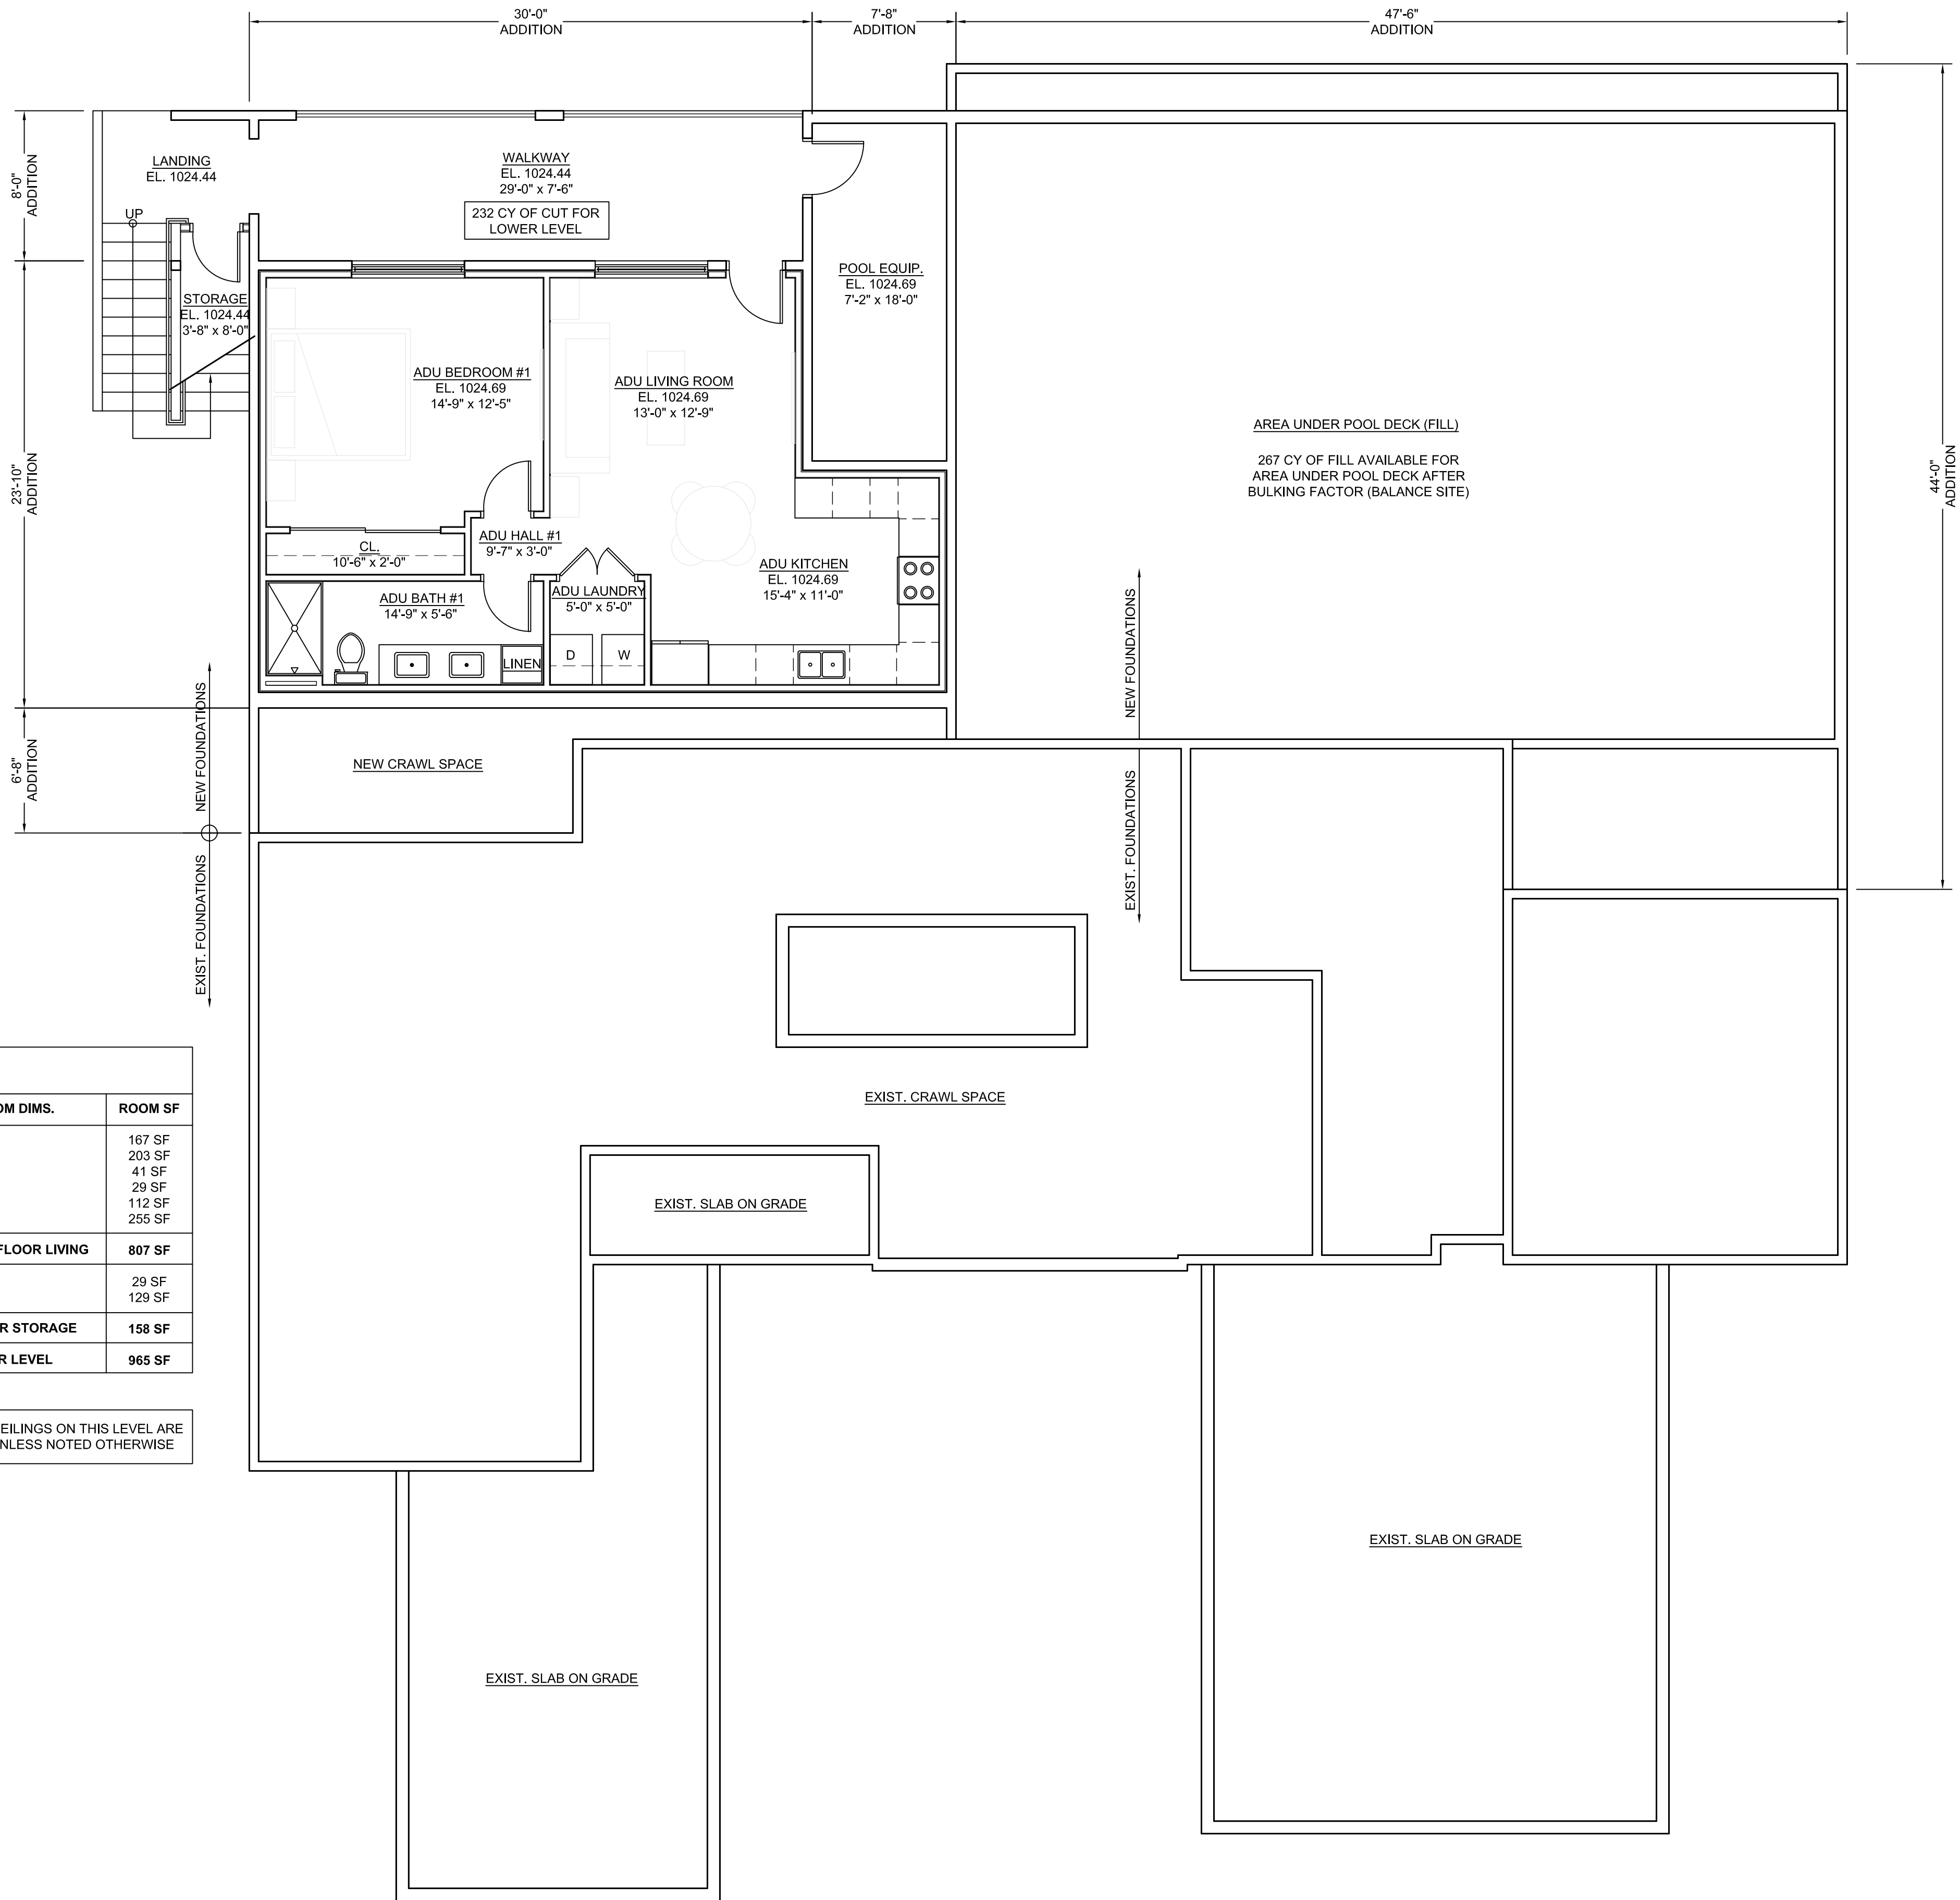 30'-0"
ADDITION
7'-8"
ADDITION
47'-6"
ADDITION
8'-0"
ADDITION
23'-10"
ADDITION
6'-8"
ADDITION
44'-0"
ADDITION
LANDING
EL. 1024.44
WALKWAY
EL. 1024.44
29'-0" x 7'-6"
232 CY OF CUT FOR
LOWER LEVEL
UP
STORAGE
EL. 1024.44
3'-8" x 8'-0"
POOL EQUIP.
EL. 1024.69
7'-2" x 18'-0"
ADU BEDROOM #1
EL. 1024.69
14'-9" x 12'-5"
ADU LIVING ROOM
EL. 1024.69
13'-0" x 12'-9"
AREA UNDER POOL DECK (FILL)
267 CY OF FILL AVAILABLE FOR
AREA UNDER POOL DECK AFTER
BULKING FACTOR (BALANCE SITE)
CL.
10'-6" x 2'-0"
ADU HALL #1
9'-7" x 3'-0"
ADU KITCHEN
EL. 1024.69
15'-4" x 11'-0"
ADU BATH #1
14'-9" x 5'-6"
ADU LAUNDRY
5'-0" x 5'-0"
LINEN
D
W
NEW FOUNDATIONS
EXIST. FOUNDATIONS
NEW FOUNDATIONS
EXIST. FOUNDATIONS
NEW CRAWL SPACE
EXIST. CRAWL SPACE
EXIST. SLAB ON GRADE
EXIST. SLAB ON GRADE
EXIST. SLAB ON GRADE
OM DIMS.
ROOM SF
167 SF
203 SF
41 SF
29 SF
112 SF
255 SF
FLOOR LIVING
807 SF
29 SF
129 SF
R STORAGE
158 SF
R LEVEL
965 SF
EILINGS ON THIS LEVEL ARE
NLESS NOTED OTHERWISE